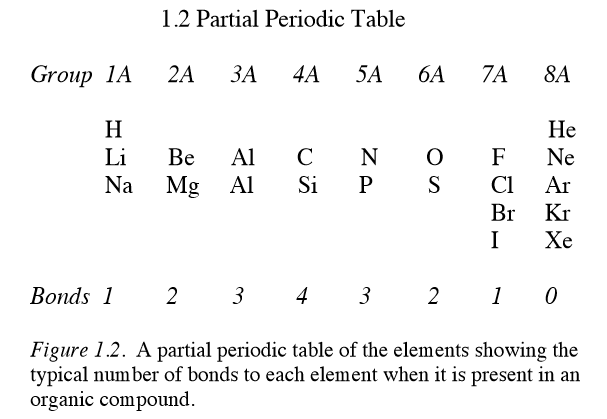 1.2 Partial Periodic Table
Group 1A 2A 3A 4A 5A 6A 7A 8A
H He
Li Be Al C N O F Ne
Na Mg Al Si P S Cl Ar
Br Kr
I Xe
Bonds 1 2 3 4 3 2 1 0
Figure 1.2. A partial periodic table of the elements showing the
typical number of bonds to each element when it is present in an
organic compound.